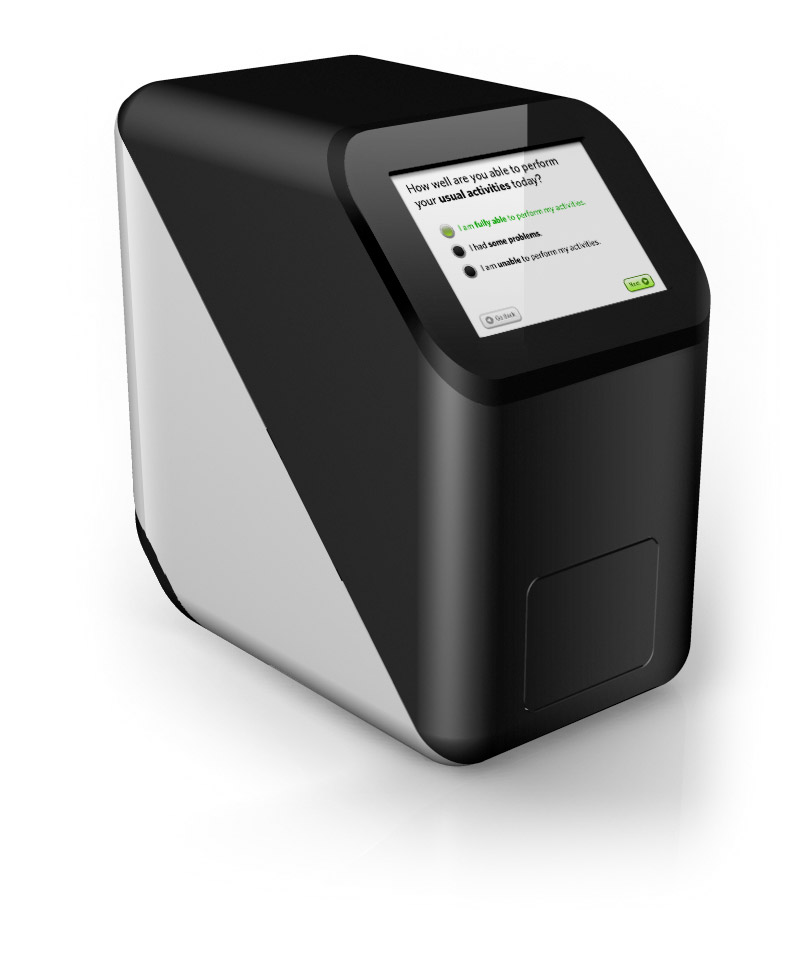 How well are you able to perform
your usual activities today?
I am fully able to perform my activities.
I had some problems.
I am unable to perform my activities.
Next
Go Back